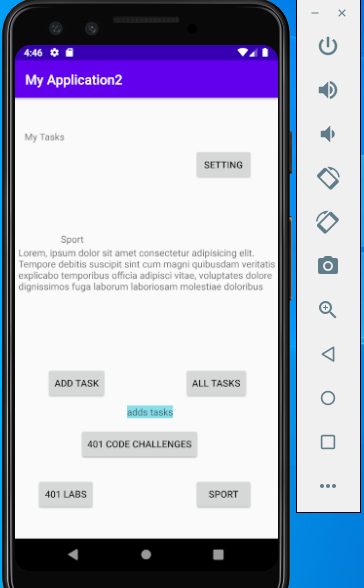 4:46
My Application2
My Tasks
SETTING
Sport
Lorem, ipsum dolor sit amet consectetur adipisicing elit.
Tempore debitis suscipit sint cum magni quibusdam veritatis
explicabo temporibus officia adipisci vitae, voluptates dolore
dignissimos fuga laborum laboriosam molestiae doloribus
ADD TASK ALL TASKS
adds tasks
401 CODE CHALLENGES
401 LABS SPORT